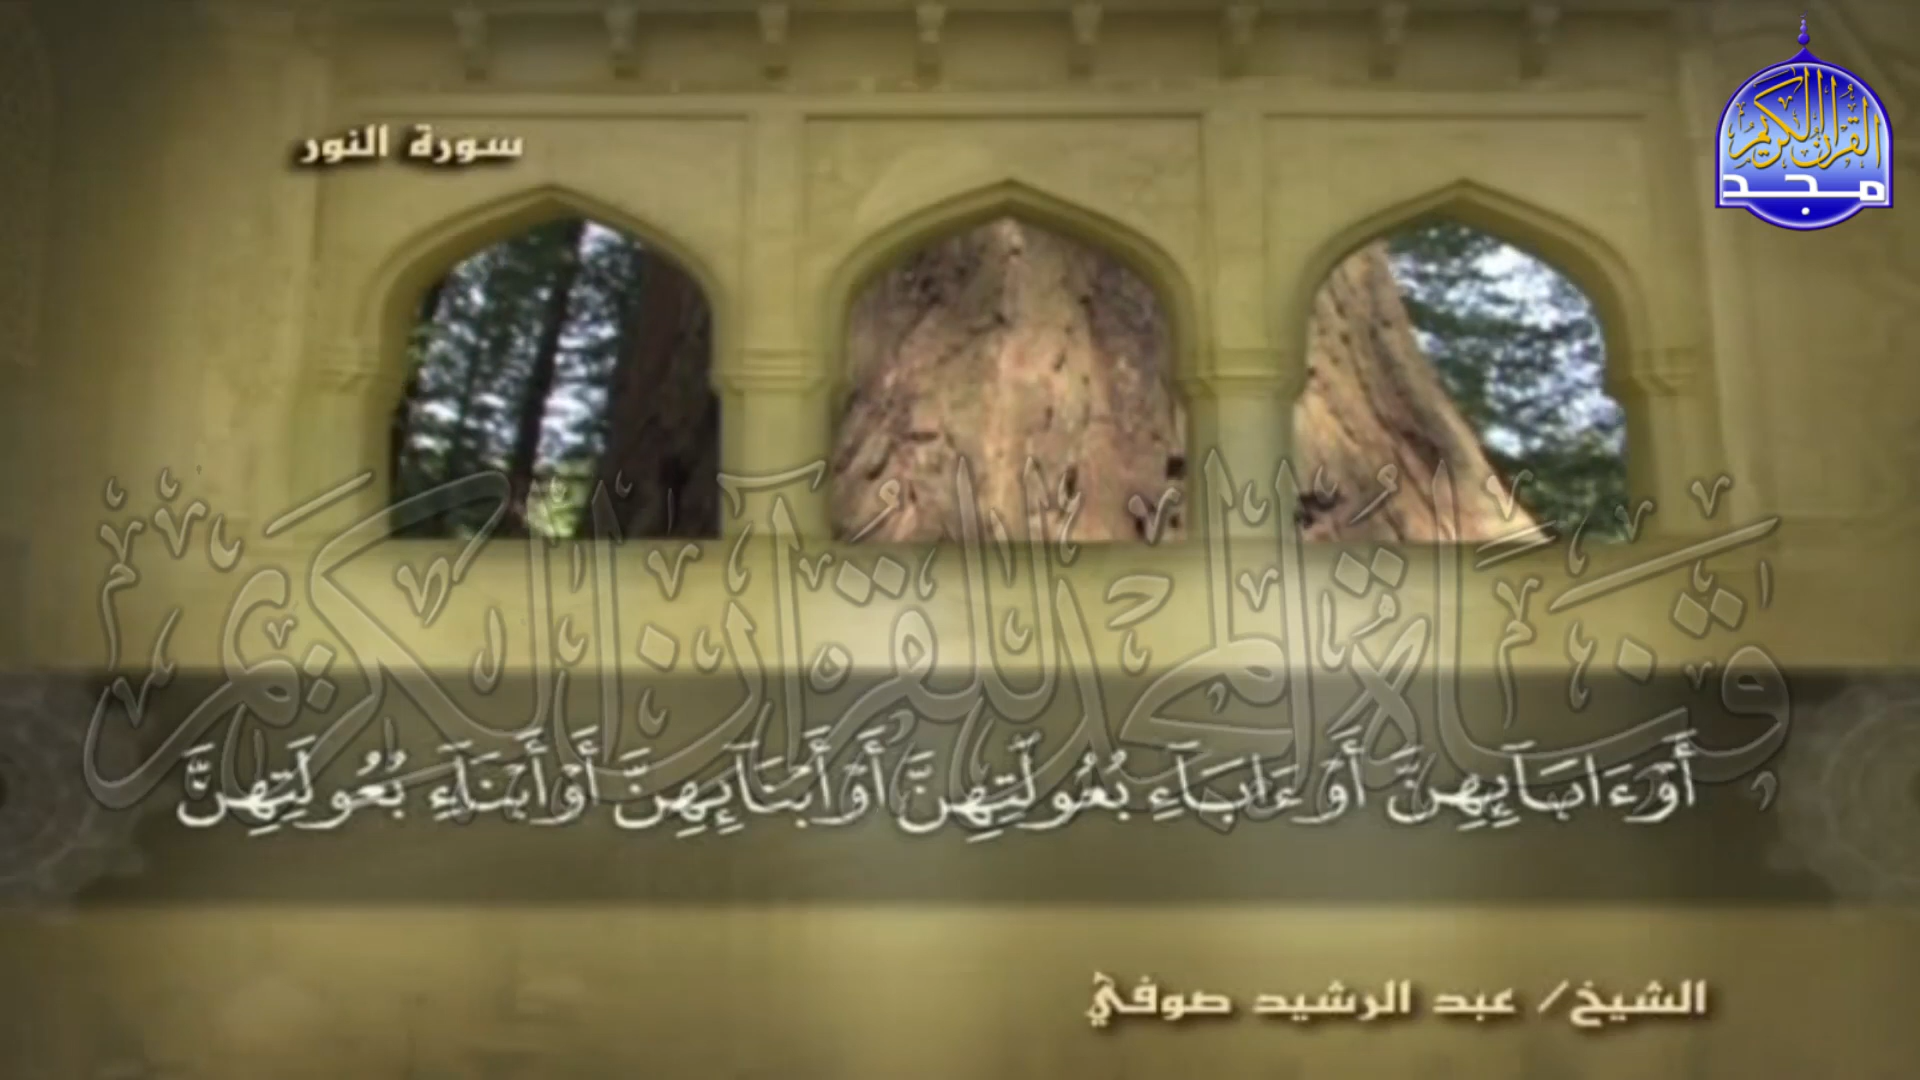 القرآن الكريم
مجد
سورة النور
قناة المجد للقرآن الكريم
أَوْ ءَابَآئِهِنَّ أَوْ ءَابَآءِ بُعُولَتِهِنَّ أَوْ أَبْنَآئِهِنَّ أَوْ أَبْنَآءِ بُعُولَتِهِنَّ
الشيخ/ عبد الرشيد صوفي